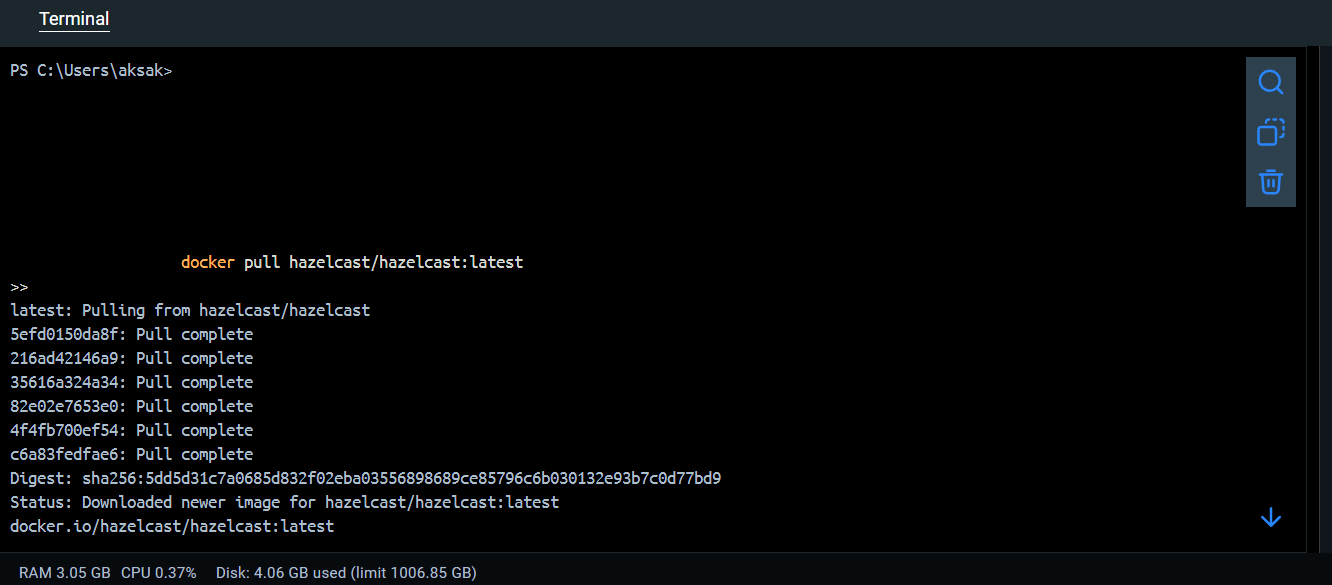 Terminal
PS C:\Users\aksak>
docker pull hazelcast/hazelcast:latest
>>
latest: Pulling from hazelcast/hazelcast
5efd0150da8f: Pull complete
216ad42146a9: Pull complete
35616a324a34: Pull complete
82e02e7653e0: Pull complete
4f4fb700ef54: Pull complete
c6a83fedfae6: Pull complete
Digest: sha256:5dd5d31c7a0685d832f02eba03556898689ce85796c6b030132e93b7c0d77bd9
Status: Downloaded newer image for hazelcast/hazelcast:latest
docker.io/hazelcast/hazelcast:latest
RAM 3.05 GB CPU 0.37% Disk: 4.06 GB used (limit 1006.85 GB)